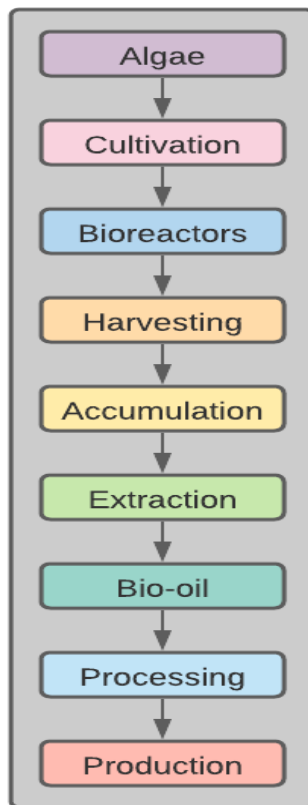 Algae
Cultivation
Bioreactors
Harvesting
Accumulation
Extraction
Bio-oil
Processing
Production